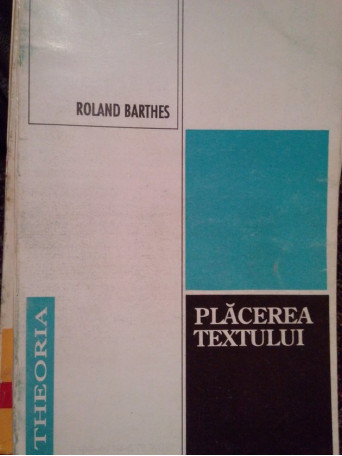 ROLAND BARTHES
PLĂCEREA
TEXTULUI
THEORIA